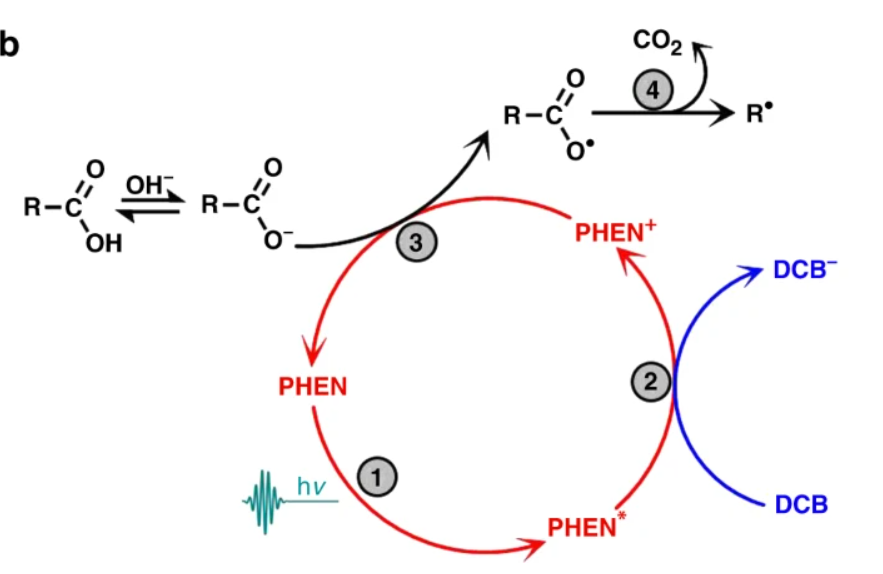 b
CO₂
O
R–C
O•
4
R•
O
R–C
OH
OH⁻
O
R–C
O⁻
3
PHEN⁺
DCB⁻
PHEN
2
1
hν
PHEN*
DCB